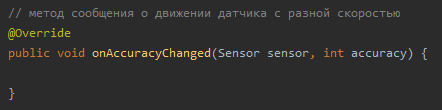 // метод сообщения о движении датчика с разной скоростью
@Override
public void onAccuracyChanged(Sensor sensor, int accuracy) {
}